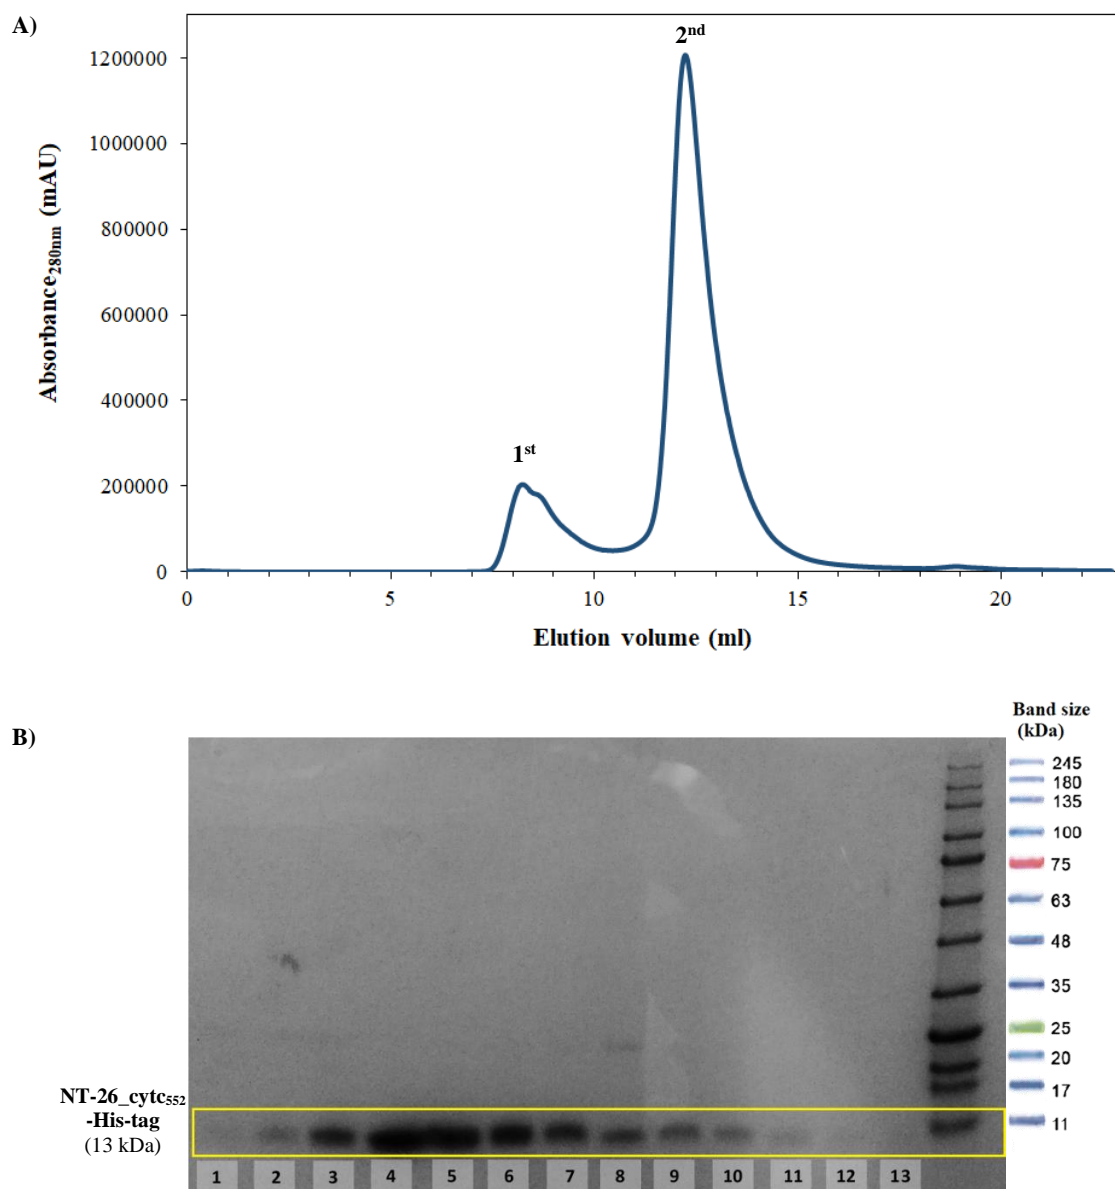 A)
1st
2nd
Absorbance280nm (mAU)
1200000
1000000
800000
600000
400000
200000
0
0 5 10 15 20
Elution volume (ml)
B)
Band size
(kDa)
245
180
135
100
75
63
48
35
25
20
17
11
NT-26_cytc552
-His-tag
(13 kDa)
1 2 3 4 5 6 7 8 9 10 11 12 13